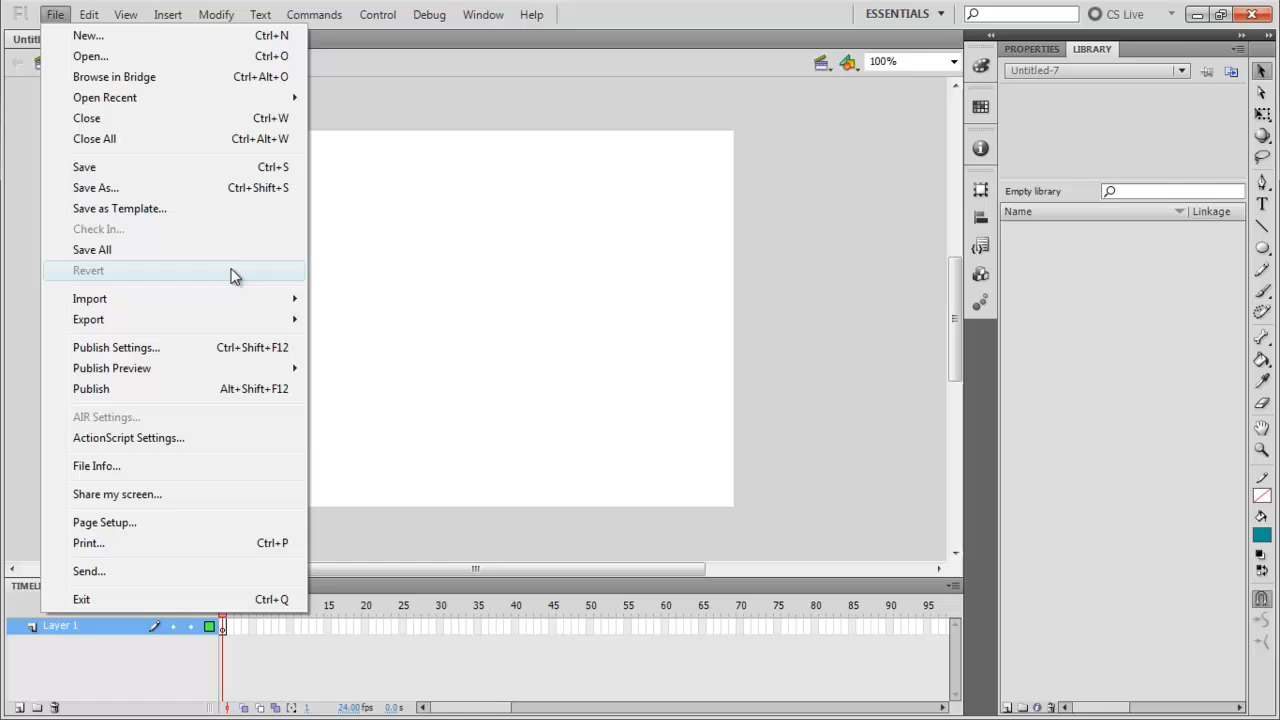 Fl File Edit View Insert Modify Text Commands Control Debug Window Help ESSENTIALS CS Live
New... Ctrl+N
Open... Ctrl+O
Browse in Bridge Ctrl+Alt+O
Open Recent
Close Ctrl+W
Close All Ctrl+Alt+W
Save Ctrl+S
Save As... Ctrl+Shift+S
Save as Template...
Check In...
Save All
Revert
Import
Export
Publish Settings... Ctrl+Shift+F12
Publish Preview
Publish Alt+Shift+F12
AIR Settings...
ActionScript Settings...
File Info...
Share my screen...
Page Setup...
Print... Ctrl+P
Send...
Exit Ctrl+Q
100%
PROPERTIES LIBRARY
Untitled-7
Empty library
Name Linkage
15 20 25 30 35 40 45 50 55 60 65 70 75 80 85 90 95
Layer 1
1 24.00fps 0.0s